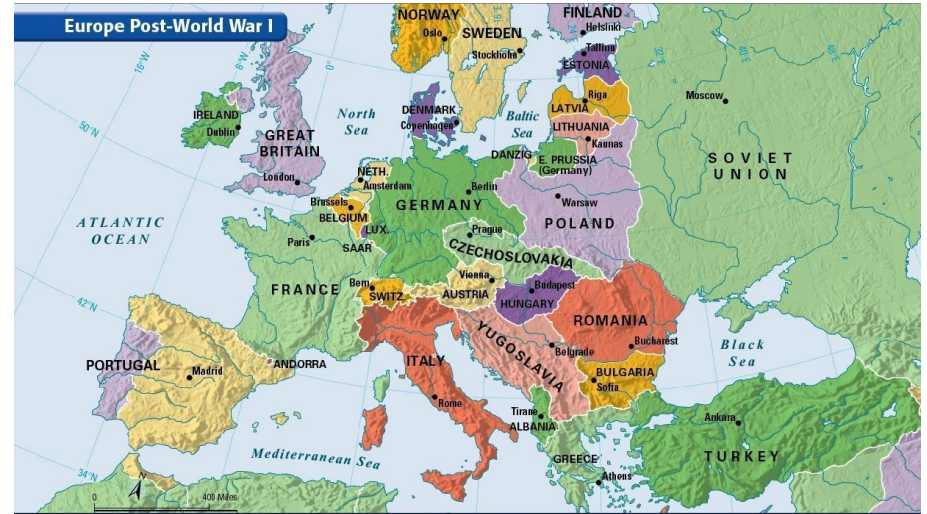 Europe Post-World War I
NORWAY
Oslo
SWEDEN
Stockholm
FINLAND
Helsinki
Tallinn
ESTONIA
16°W
8°W
0°
32°E
40°E
48°E
Riga
LATVIA
Moscow
IRELAND
Dublin
GREAT
BRITAIN
London
North
Sea
DENMARK
Copenhagen
Baltic
Sea
LITHUANIA
Kaunas
50°N
DANZIG
E. PRUSSIA
(Germany)
SOVIET
UNION
NETH.
Amsterdam
Berlin
GERMANY
Warsaw
POLAND
Brussels
BELGIUM
LUX.
ATLANTIC
OCEAN
Paris
SAAR
Prague
CZECHOSLOVAKIA
FRANCE
Bern
SWITZ.
Vienna
AUSTRIA
Budapest
HUNGARY
42°N
ROMANIA
Bucharest
YUGOSLAVIA
Belgrade
Black
Sea
PORTUGAL
Madrid
ANDORRA
ITALY
Rome
BULGARIA
Sofia
Tiranë
ALBANIA
Ankara
TURKEY
Mediterranean Sea
GREECE
Athens
34°N
N
0
400 Miles